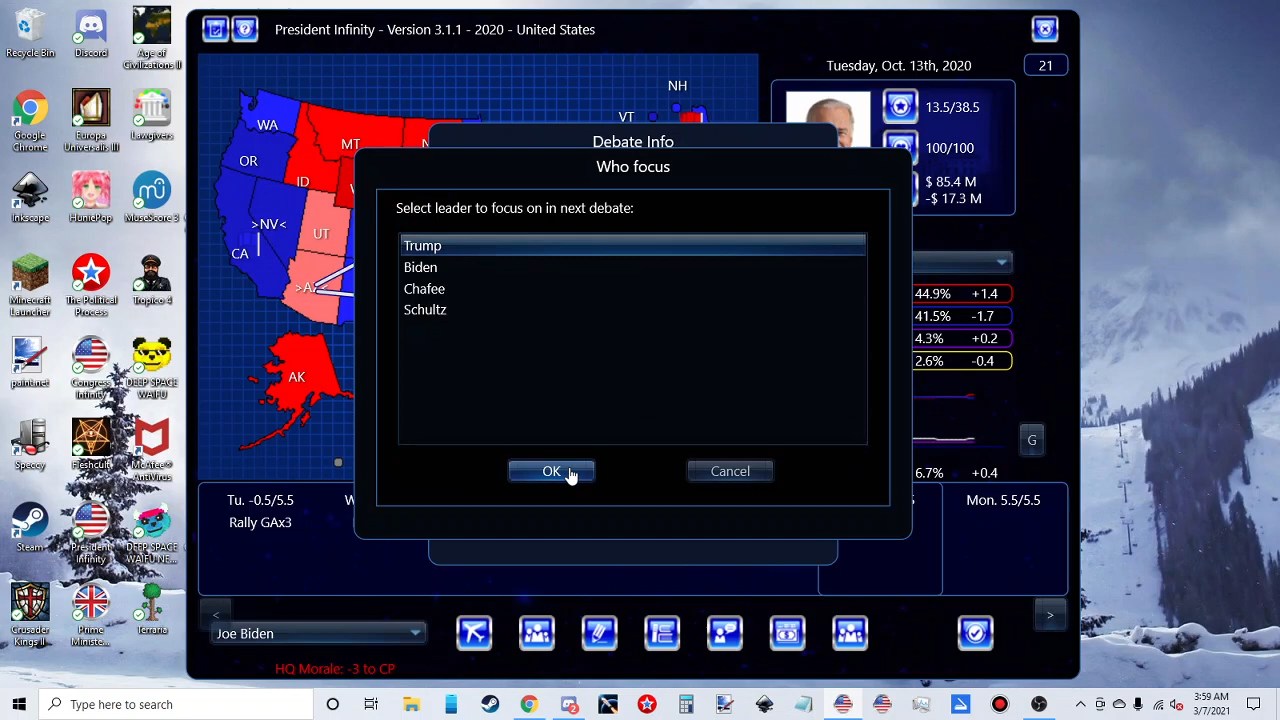 President Infinity - Version 3.1.1 - 2020 - United States
Recycle Bin
Discord
Age of Civilizations II
Google Chrome
Europa Universalis III
Lawgivers
Inkscape
HuniePop
MuseScore 3
Minecraft Launcher
The Political Process
Tropico 4
paint.net
Congress Infinity
DEEP SPACE WAIFU
Speccy
Fleshcult
McAfee® AntiVirus
Steam
President Infinity
DEEP SPACE WAIFU NE...
Crusader Kings II
Prime Ministe...
Terraria
NH
VT
WA
MT
OR
ID
>NV<
UT
CA
AK
Tuesday, Oct. 13th, 2020
21
13.5/38.5
100/100
$ 85.4 M
-$ 17.3 M
Debate Info
Who focus
Select leader to focus on in next debate:
Trump
Biden
Chafee
Schultz
OK
Cancel
44.9% +1.4
41.5% -1.7
4.3% +0.2
2.6% -0.4
G
6.7% +0.4
Tu. -0.5/5.5
Mon. 5.5/5.5
Rally GAx3
<
>
Joe Biden
HQ Morale: -3 to CP
Type here to search
3:59 AM
3/7/2021